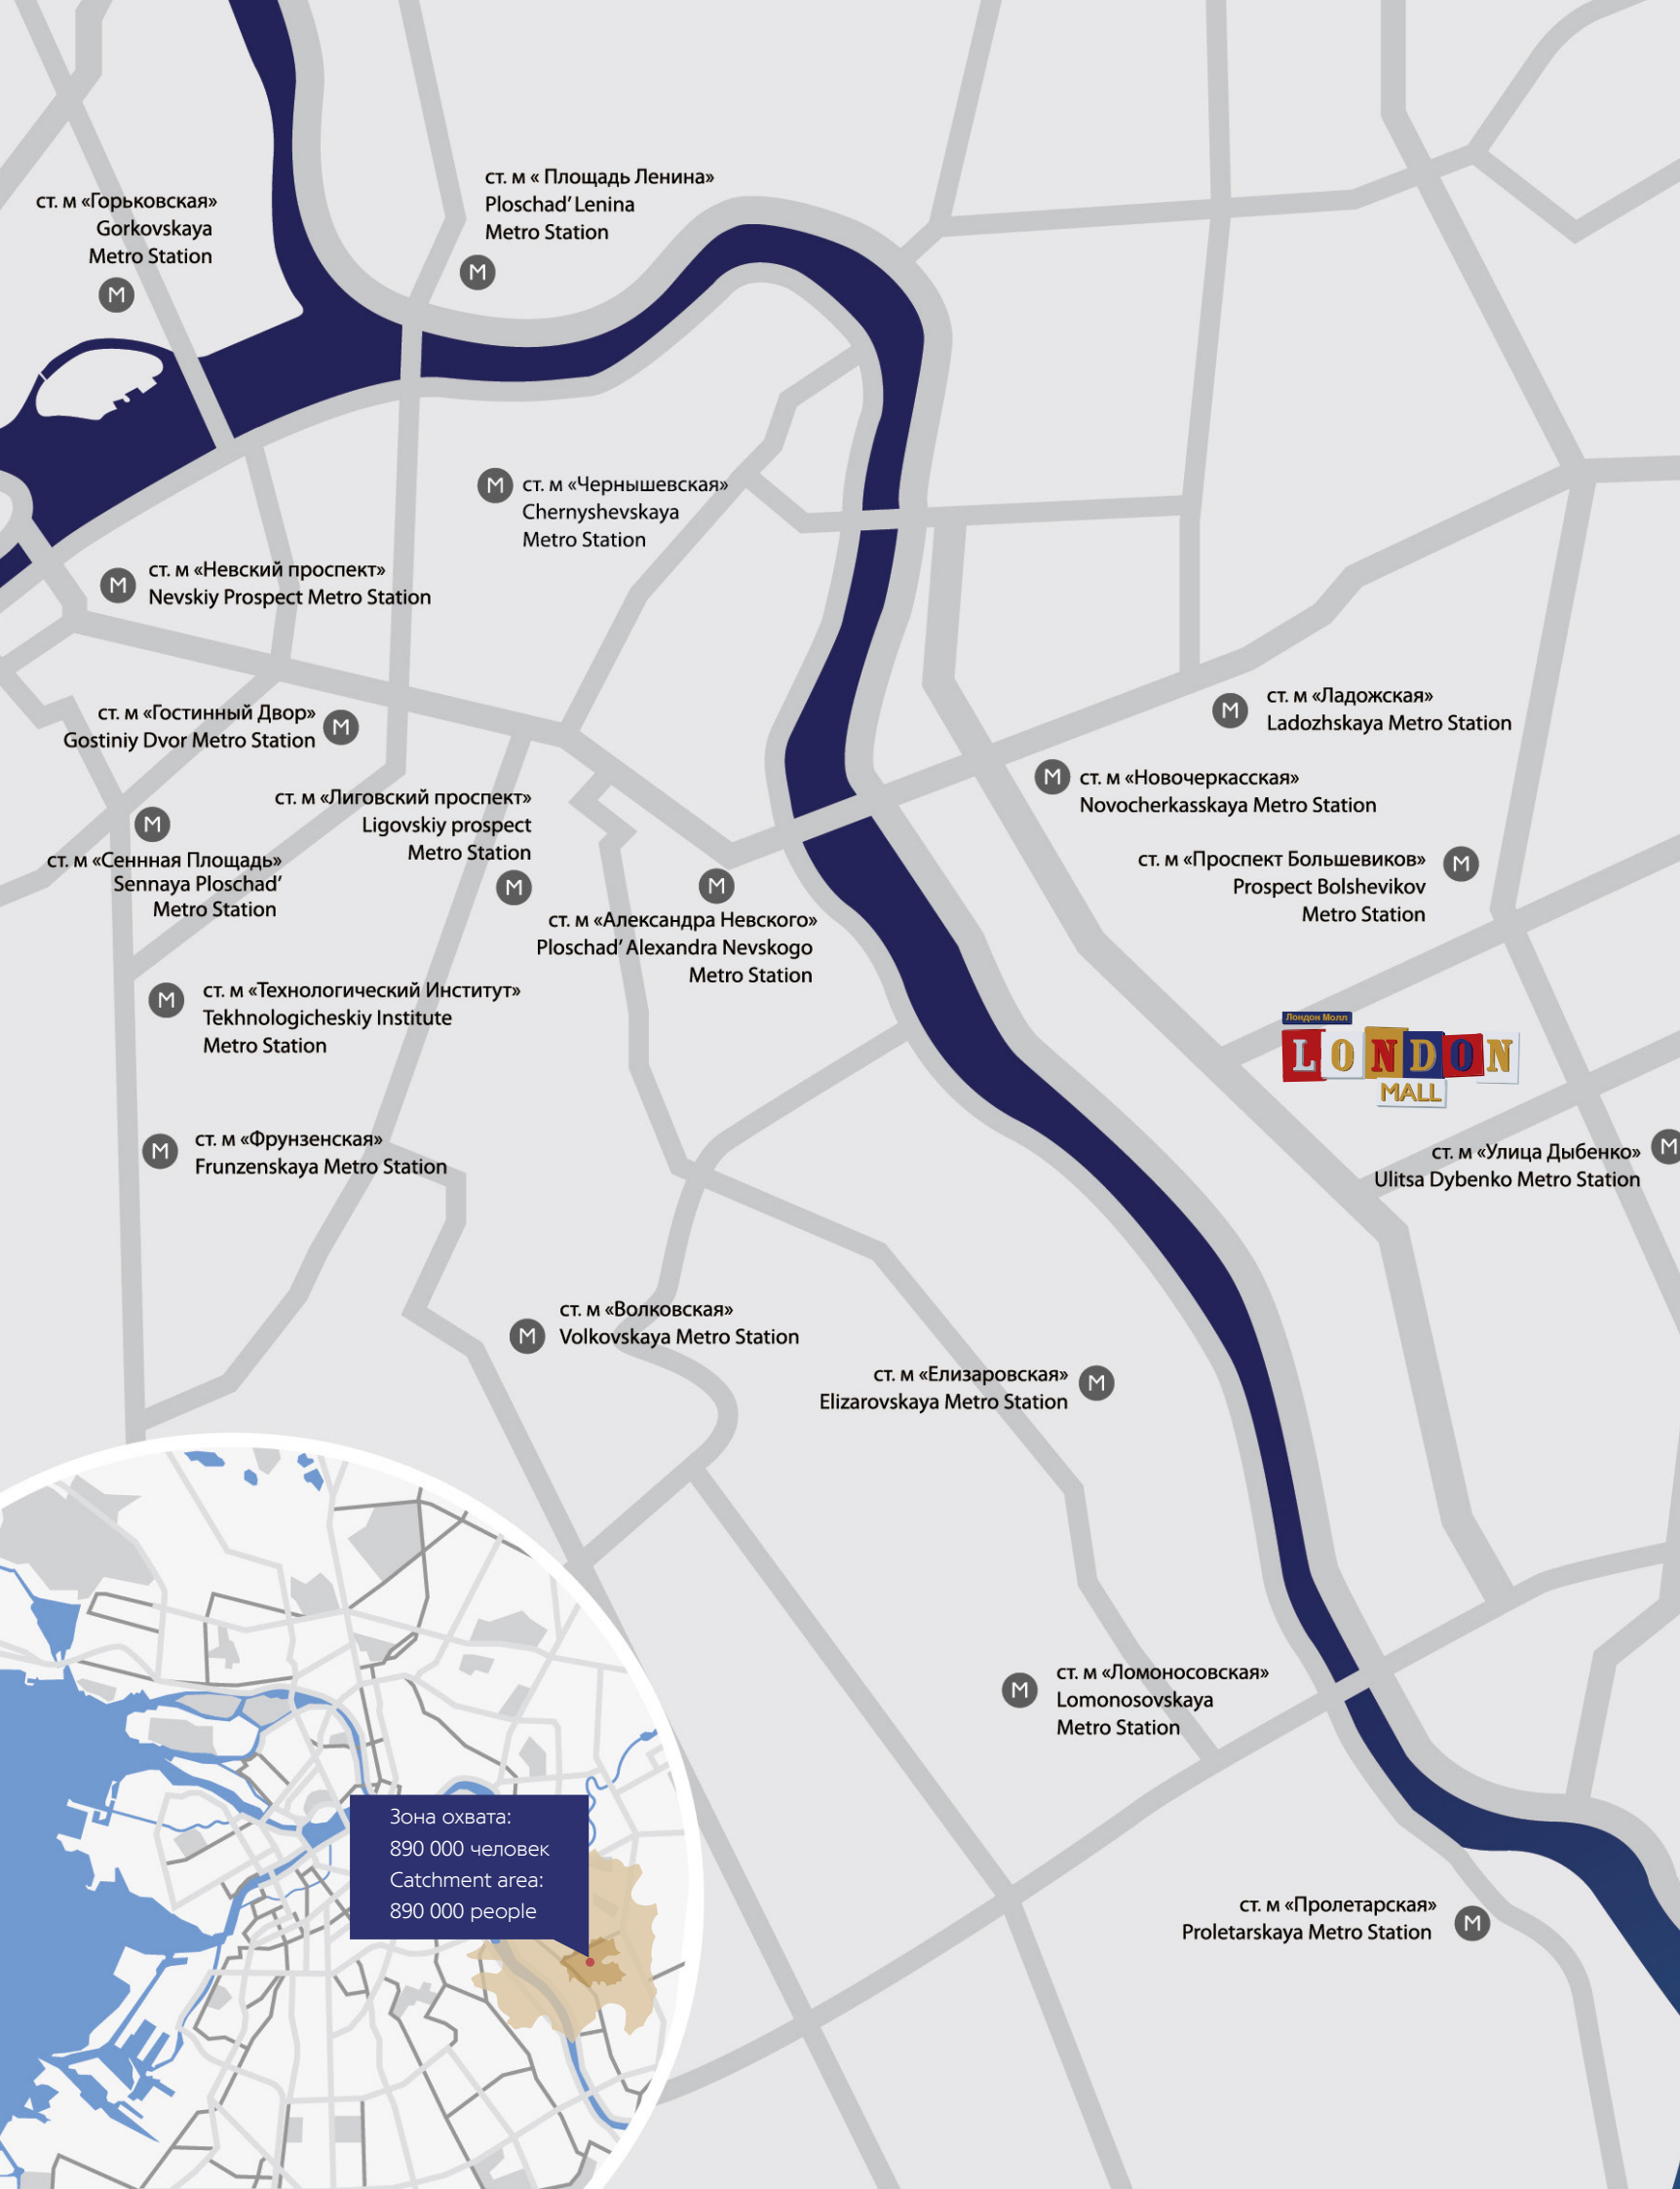 ст. м «Горьковская»
Gorkovskaya
Metro Station
M
ст. м « Площадь Ленина»
Ploschad' Lenina
Metro Station
M
M
ст. м «Чернышевская»
Chernyshevskaya
Metro Station
M
ст. м «Невский проспект»
Nevskiy Prospect Metro Station
ст. м «Гостинный Двор»
Gostiniy Dvor Metro Station
M
M
ст. м «Ладожская»
Ladozhskaya Metro Station
M
ст. м «Новочеркасская»
Novocherkasskaya Metro Station
ст. м «Лиговский проспект»
Ligovskiy prospect
Metro Station
M
M
ст. м «Сеннная Площадь»
Sennaya Ploschad'
Metro Station
M
ст. м «Александра Невского»
Ploschad' Alexandra Nevskogo
Metro Station
ст. м «Проспект Большевиков»
Prospect Bolshevikov
Metro Station
M
M
ст. м «Технологический Институт»
Tekhnologicheskiy Institute
Metro Station
Лондон Молл
LONDON
MALL
M
ст. м «Фрунзенская»
Frunzenskaya Metro Station
ст. м «Улица Дыбенко»
Ulitsa Dybenko Metro Station
M
M
ст. м «Волковская»
Volkovskaya Metro Station
ст. м «Елизаровская»
Elizarovskaya Metro Station
M
M
ст. м «Ломоносовская»
Lomonosovskaya
Metro Station
Зона охвата:
890 000 человек
Catchment area:
890 000 people
ст. м «Пролетарская»
Proletarskaya Metro Station
M